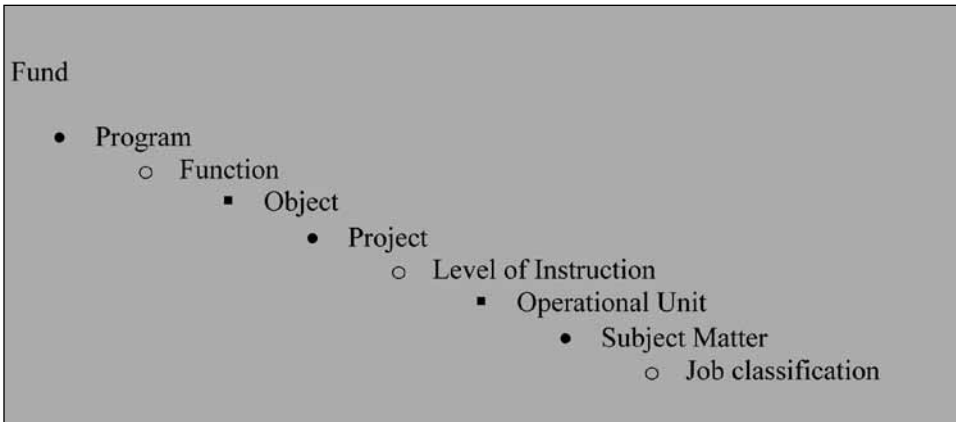 Fund
• Program
o Function
▪ Object
• Project
o Level of Instruction
▪ Operational Unit
• Subject Matter
o Job classification